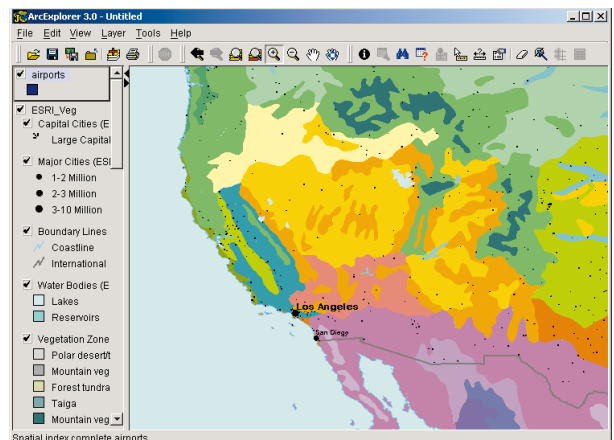 ArcExplorer 3.0 - Untitled
File Edit View Layer Tools Help
airports
ESRI_Veg
Capital Cities (E
Large Capital
Major Cities (ESI
1-2 Million
2-3 Million
3-10 Million
Boundary Lines
Coastline
International
Water Bodies (E
Lakes
Reservoirs
Vegetation Zone
Polar desert/t
Mountain veg
Forest tundra
Taiga
Mountain veg
Los Angeles
San Diego
Spatial index complete airports